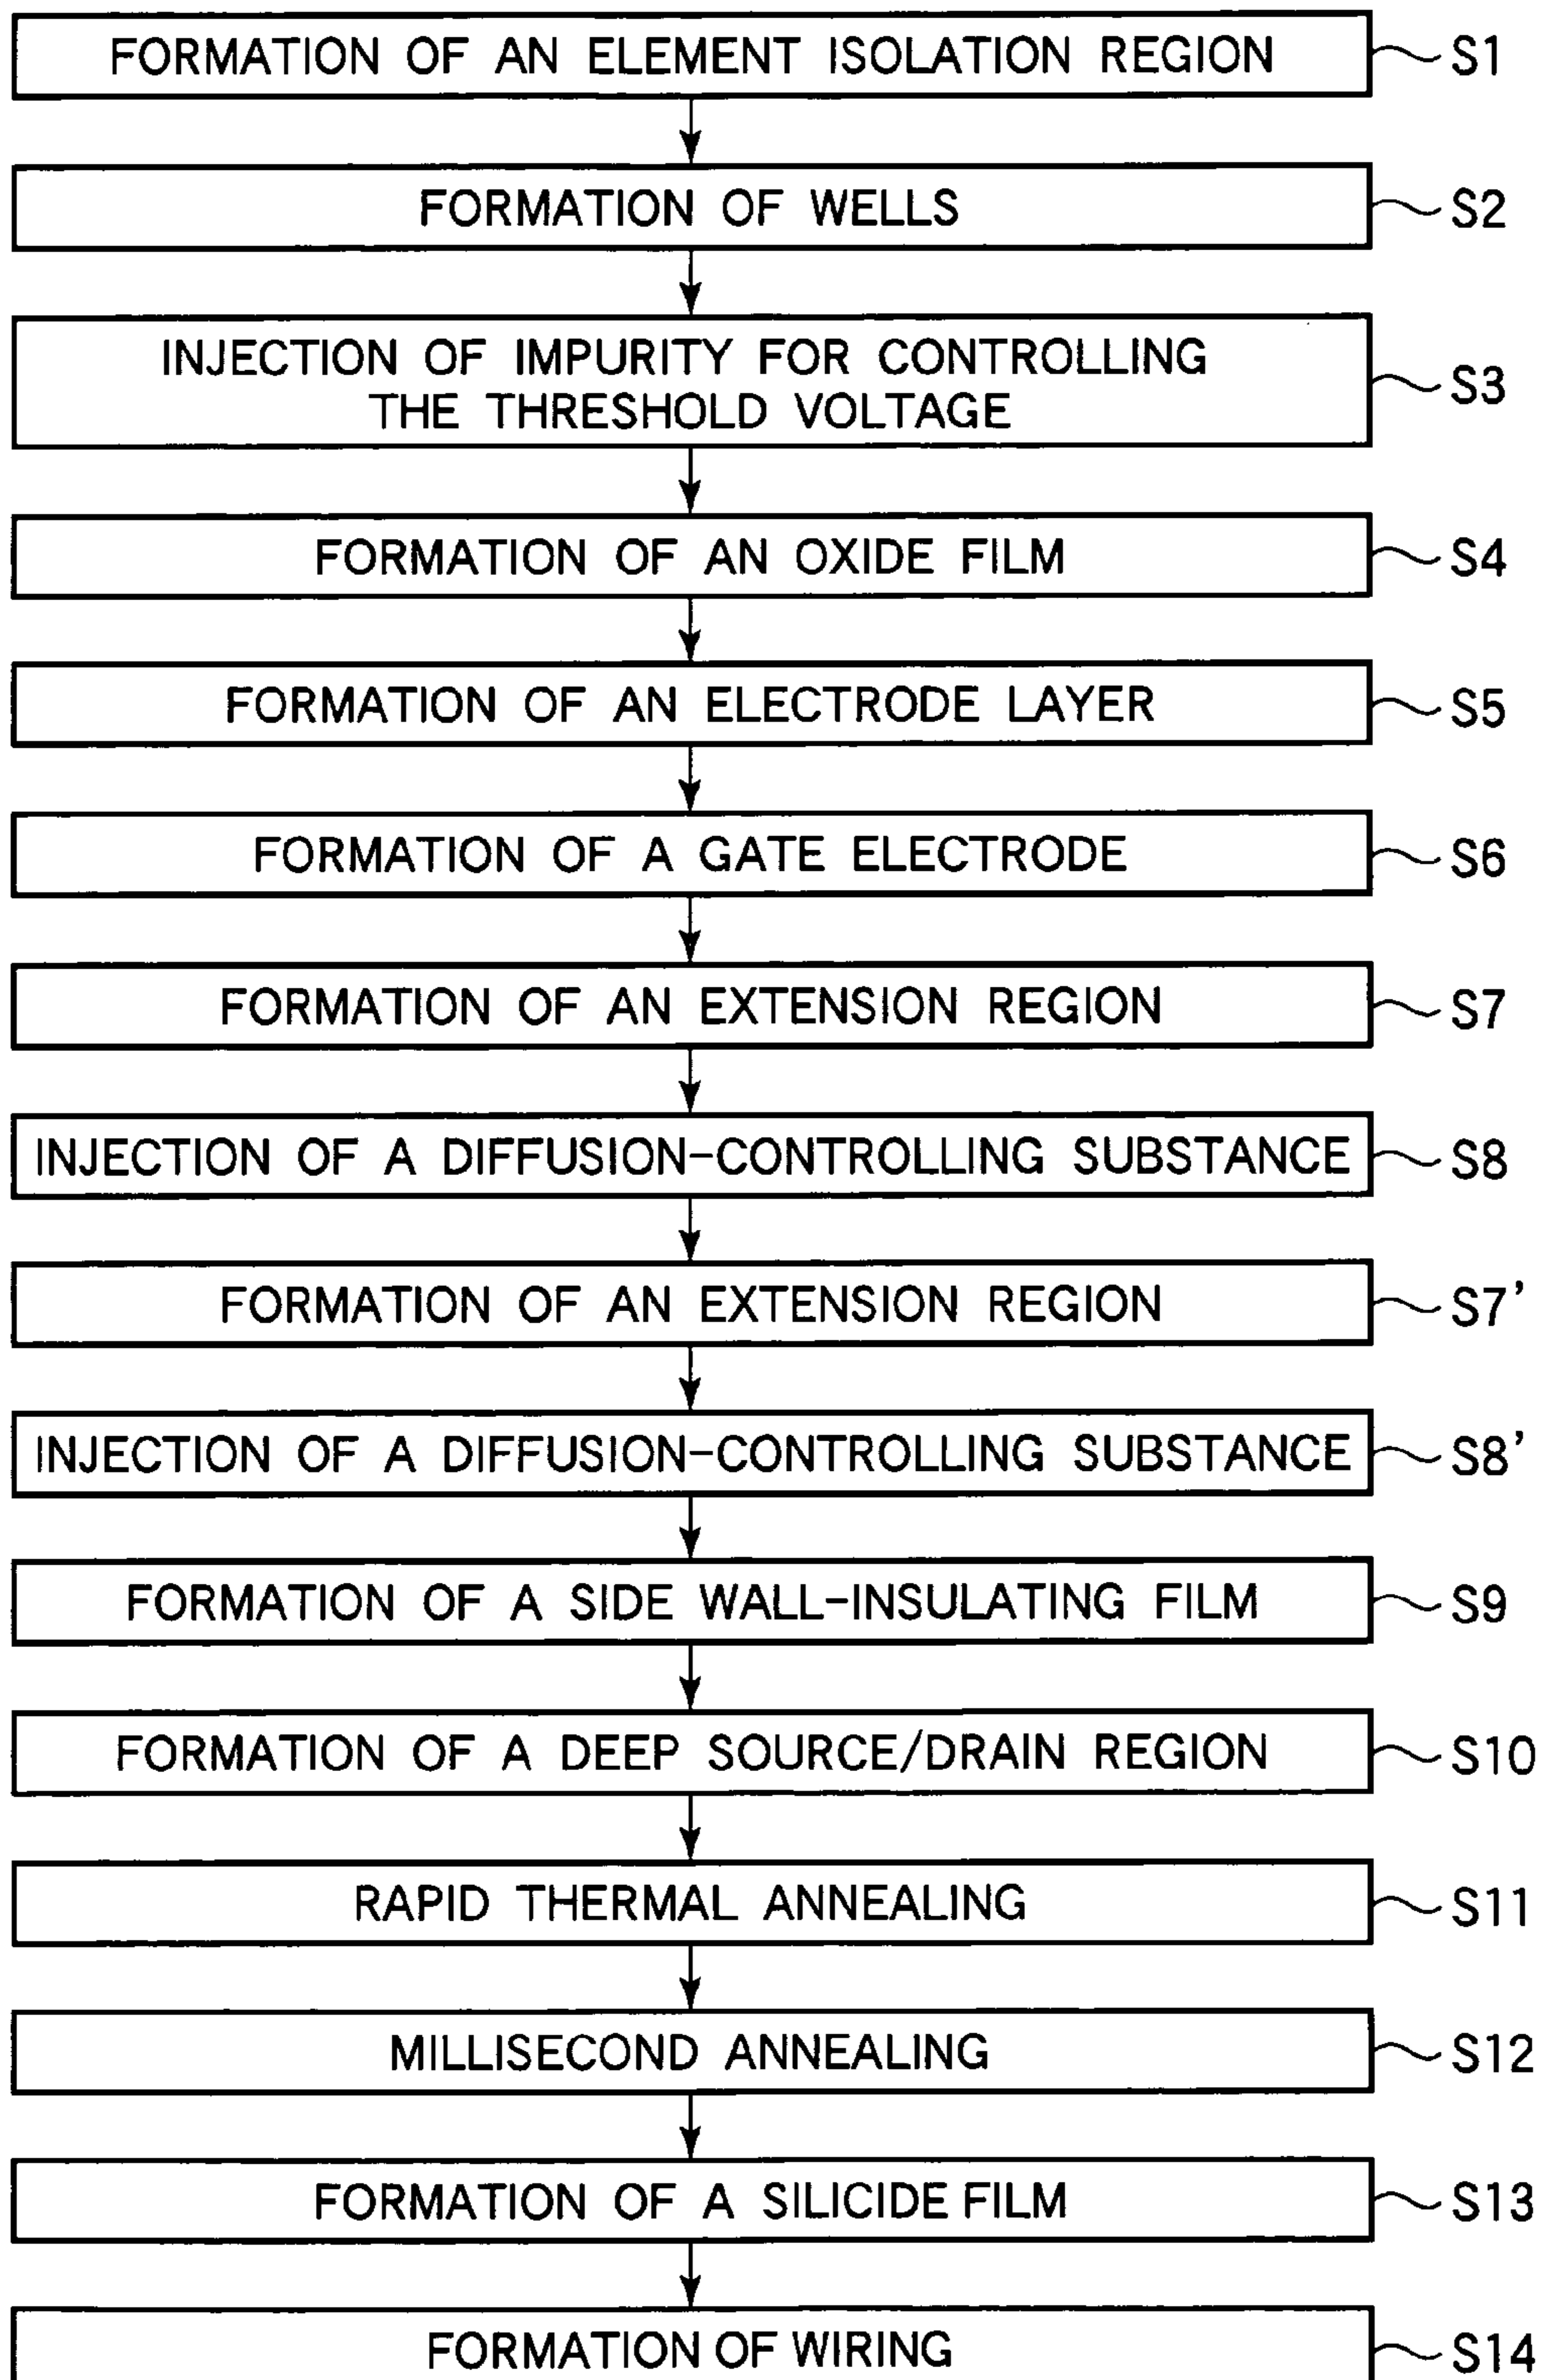 FORMATION OF AN ELEMENT ISOLATION REGION S1
FORMATION OF WELLS S2
INJECTION OF IMPURITY FOR CONTROLLING
THE THRESHOLD VOLTAGE S3
FORMATION OF AN OXIDE FILM S4
FORMATION OF AN ELECTRODE LAYER S5
FORMATION OF A GATE ELECTRODE S6
FORMATION OF AN EXTENSION REGION S7
INJECTION OF A DIFFUSION-CONTROLLING SUBSTANCE S8
FORMATION OF AN EXTENSION REGION S7'
INJECTION OF A DIFFUSION-CONTROLLING SUBSTANCE S8'
FORMATION OF A SIDE WALL-INSULATING FILM S9
FORMATION OF A DEEP SOURCE/DRAIN REGION S10
RAPID THERMAL ANNEALING S11
MILLISECOND ANNEALING S12
FORMATION OF A SILICIDE FILM S13
FORMATION OF WIRING S14